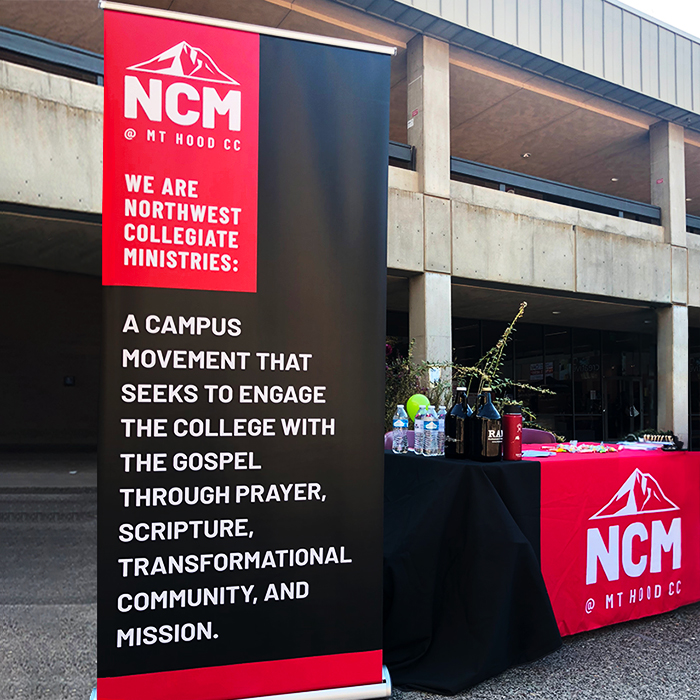 NCM
@ MT HOOD CC
WE ARE
NORTHWEST
COLLEGIATE
MINISTRIES:
A CAMPUS
MOVEMENT THAT
SEEKS TO ENGAGE
THE COLLEGE WITH
THE GOSPEL
THROUGH PRAYER,
SCRIPTURE,
TRANSFORMATIONAL
COMMUNITY, AND
MISSION.
NCM
@ MT HOOD CC